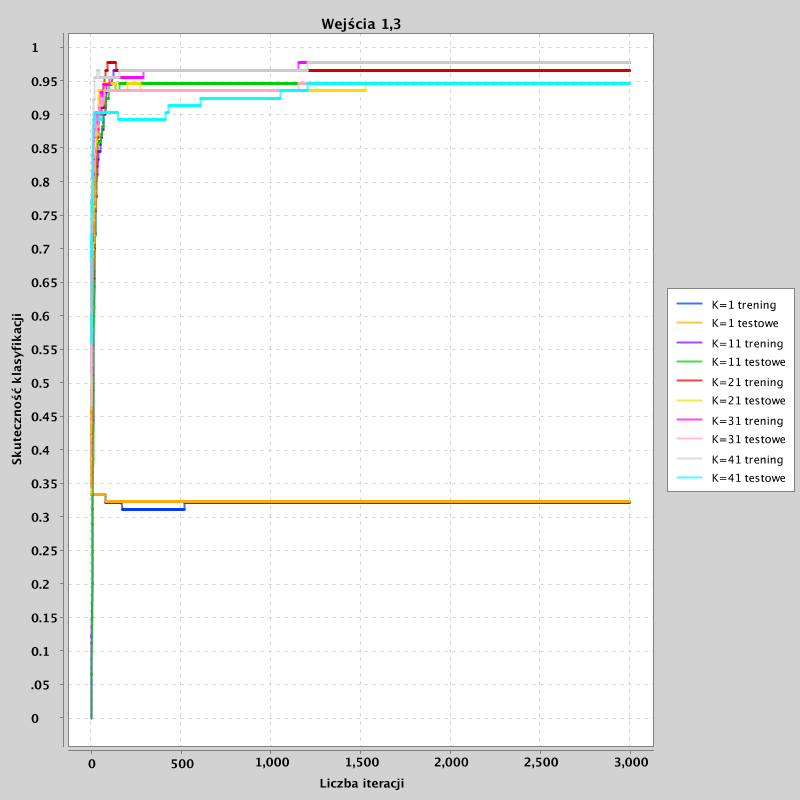 Wejścia 1,3
1
0.95
0.9
0.85
0.8
0.75
0.7
0.65
0.6
0.55
0.5
0.45
0.4
0.35
0.3
0.25
0.2
0.15
0.1
.05
0
Skuteczność klasyfikacji
0 500 1,000 1,500 2,000 2,500 3,000
Liczba iteracji
K=1 trening
K=1 testowe
K=11 trening
K=11 testowe
K=21 trening
K=21 testowe
K=31 trening
K=31 testowe
K=41 trening
K=41 testowe